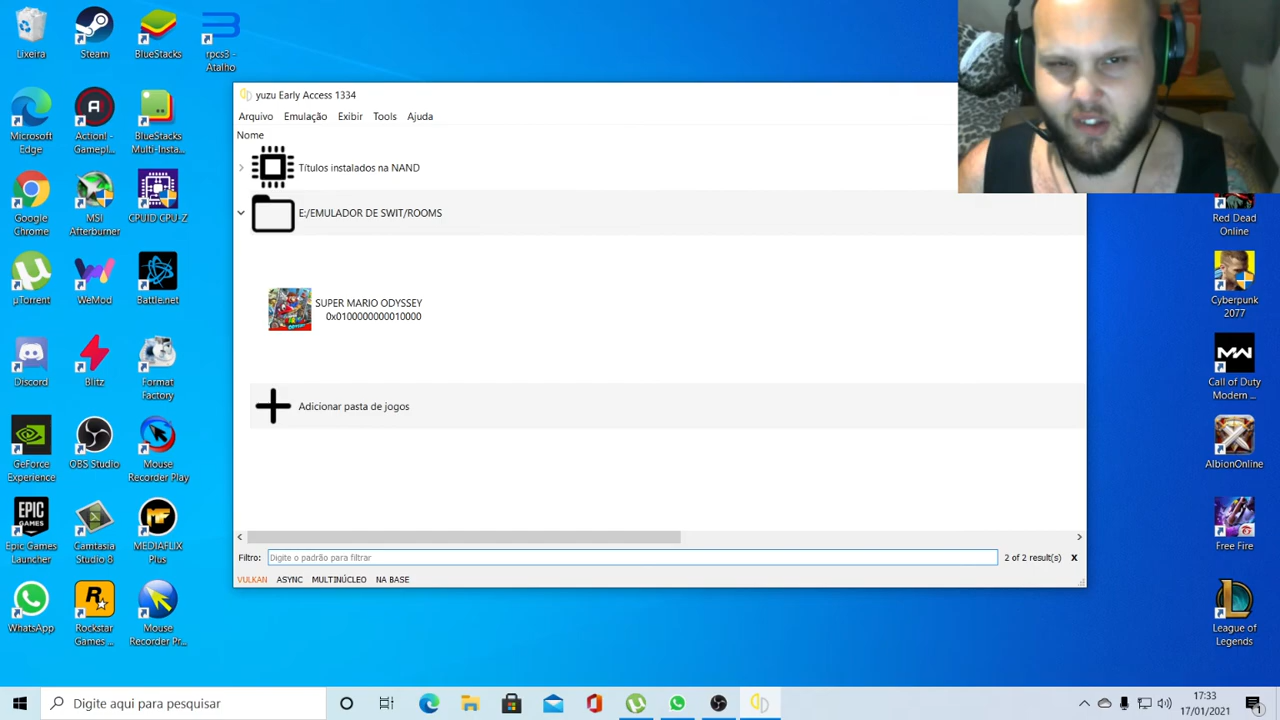 Lixeira
Steam
BlueStacks
rpcs3 -
Atalho
Microsoft
Edge
Action! -
Gamepl...
BlueStacks
Multi-Insta...
Google
Chrome
MSI
Afterburner
CPUID CPU-Z
µTorrent
WeMod
Battle.net
Discord
Blitz
Format
Factory
GeForce
Experience
OBS Studio
Mouse
Recorder Play
EPIC
GAMES
Epic Games
Launcher
Camtasia
Studio 8
MEDIAFLIX
Plus
WhatsApp
Rockstar
Games ...
Mouse
Recorder Pr...
yuzu Early Access 1334
Arquivo Emulação Exibir Tools Ajuda
Nome
Títulos instalados na NAND
E:/EMULADOR DE SWIT/ROOMS
SUPER MARIO ODYSSEY
0x0100000000010000
Adicionar pasta de jogos
Filtro: Digite o padrão para filtrar 2 of 2 result(s) X
VULKAN ASYNC MULTINÚCLEO NA BASE
Red Dead
Online
Cyberpunk
2077
Call of Duty
Modern ...
AlbionOnline
Free Fire
League of
Legends
Digite aqui para pesquisar
17:33
17/01/2021
1